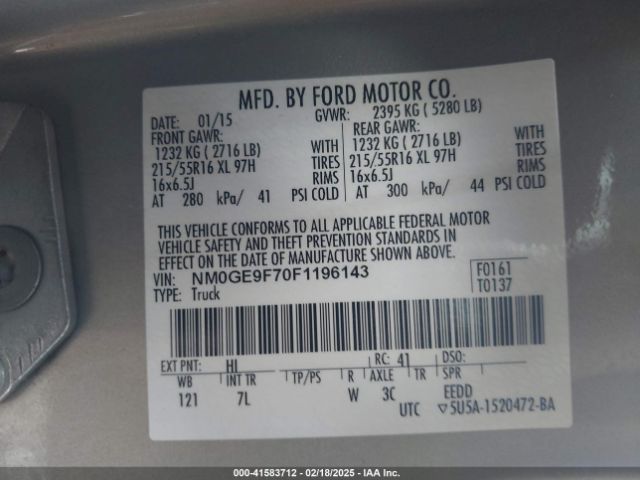 MFD. BY FORD MOTOR CO.
DATE: 01/15 GVWR: 2395 KG ( 5280 LB)
FRONT GAWR: WITH REAR GAWR: WITH
1232 KG ( 2716 LB) TIRES 1232 KG ( 2716 LB) TIRES
215/55R16 XL 97H RIMS 215/55R16 XL 97H RIMS
16x6.5J 16x6.5J
AT 280 kPa/ 41 PSI COLD AT 300 kPa/ 44 PSI COLD
THIS VEHICLE CONFORMS TO ALL APPLICABLE FEDERAL MOTOR
VEHICLE SAFETY AND THEFT PREVENTION STANDARDS IN
EFFECT ON THE DATE OF MANUFACTURE SHOWN ABOVE.
VIN: NM0GE9F70F1196143 F0161
TYPE: Truck T0137
EXT PNT: HI RC: 41 DSO:
WB INT TR TP/PS R AXLE TR SPR
121 7L W 3C EEDD
UTC ▽5U5A-1520472-BA
STOCK #: 41583712 - 02/18/2025 - IAA Inc.